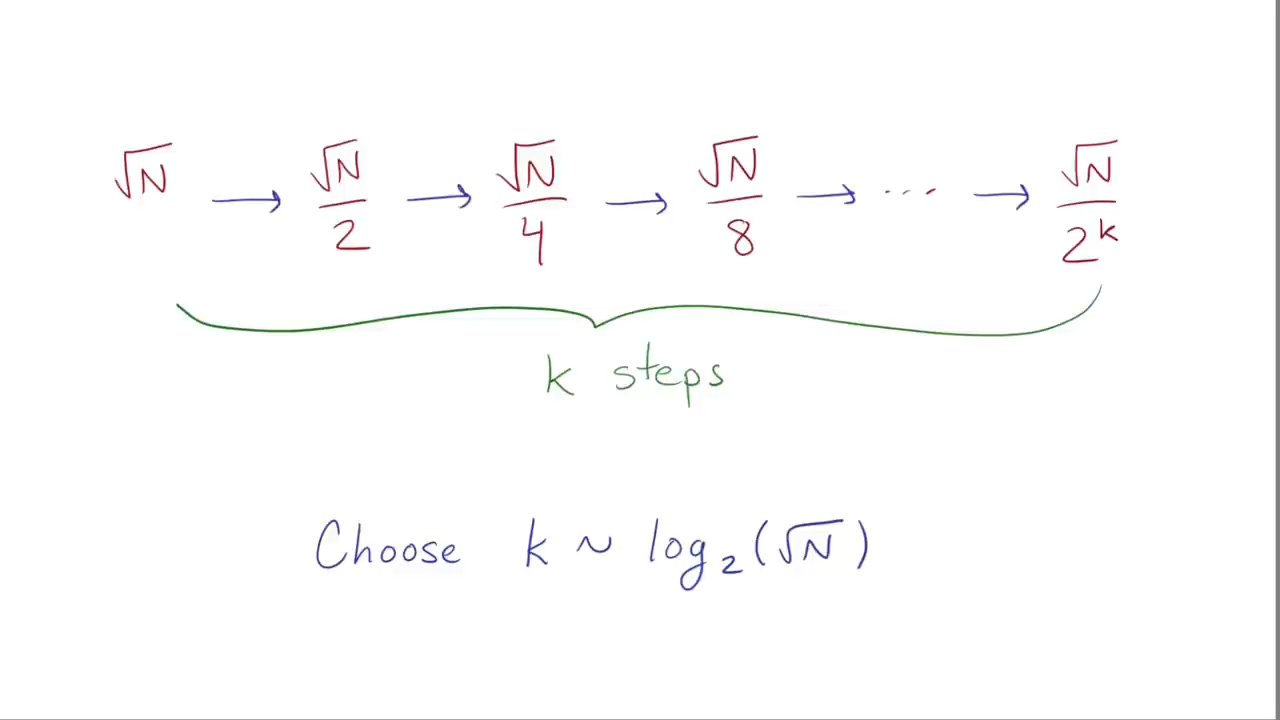 √N → √N/2 → √N/4 → √N/8 → ... → √N/2^k
k steps
Choose k ~ log₂(√N)